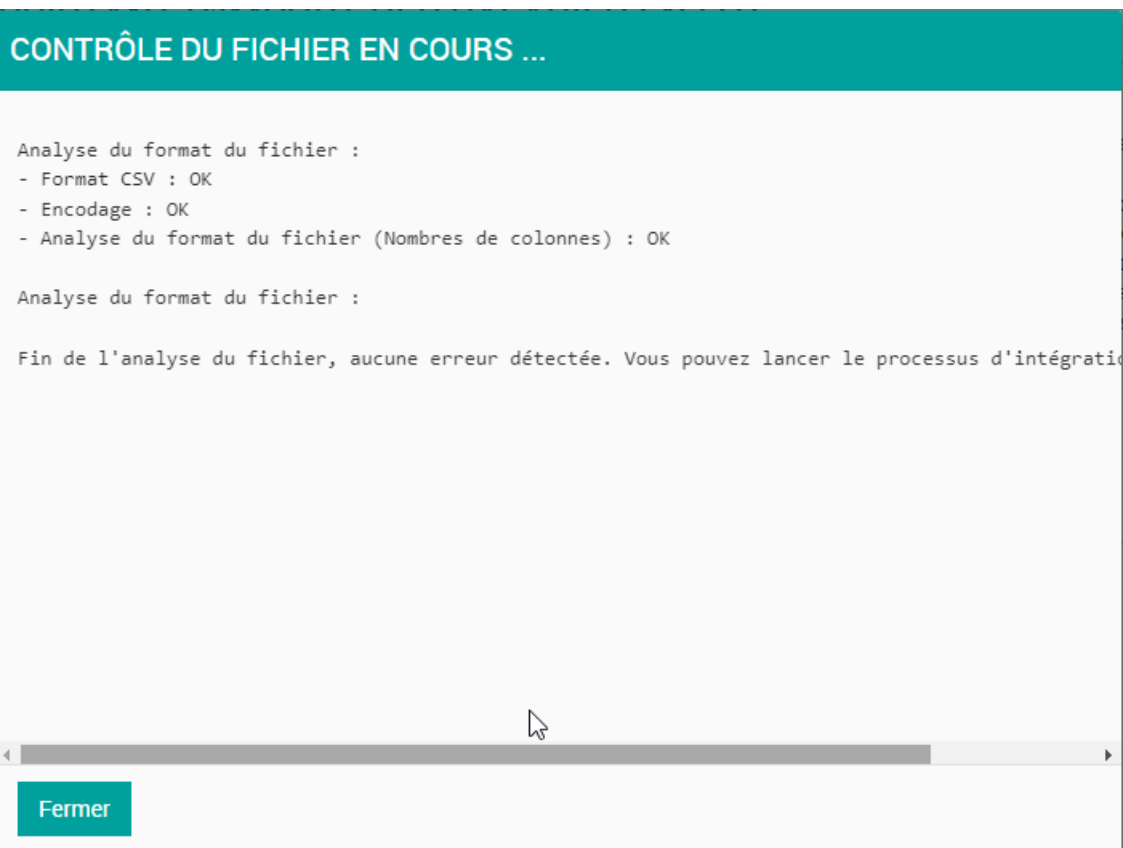 CONTRÔLE DU FICHIER EN COURS ...
Analyse du format du fichier :
- Format CSV : OK
- Encodage : OK
- Analyse du format du fichier (Nombres de colonnes) : OK
Analyse du format du fichier :
Fin de l'analyse du fichier, aucune erreur détectée. Vous pouvez lancer le processus d'intégratio
Fermer